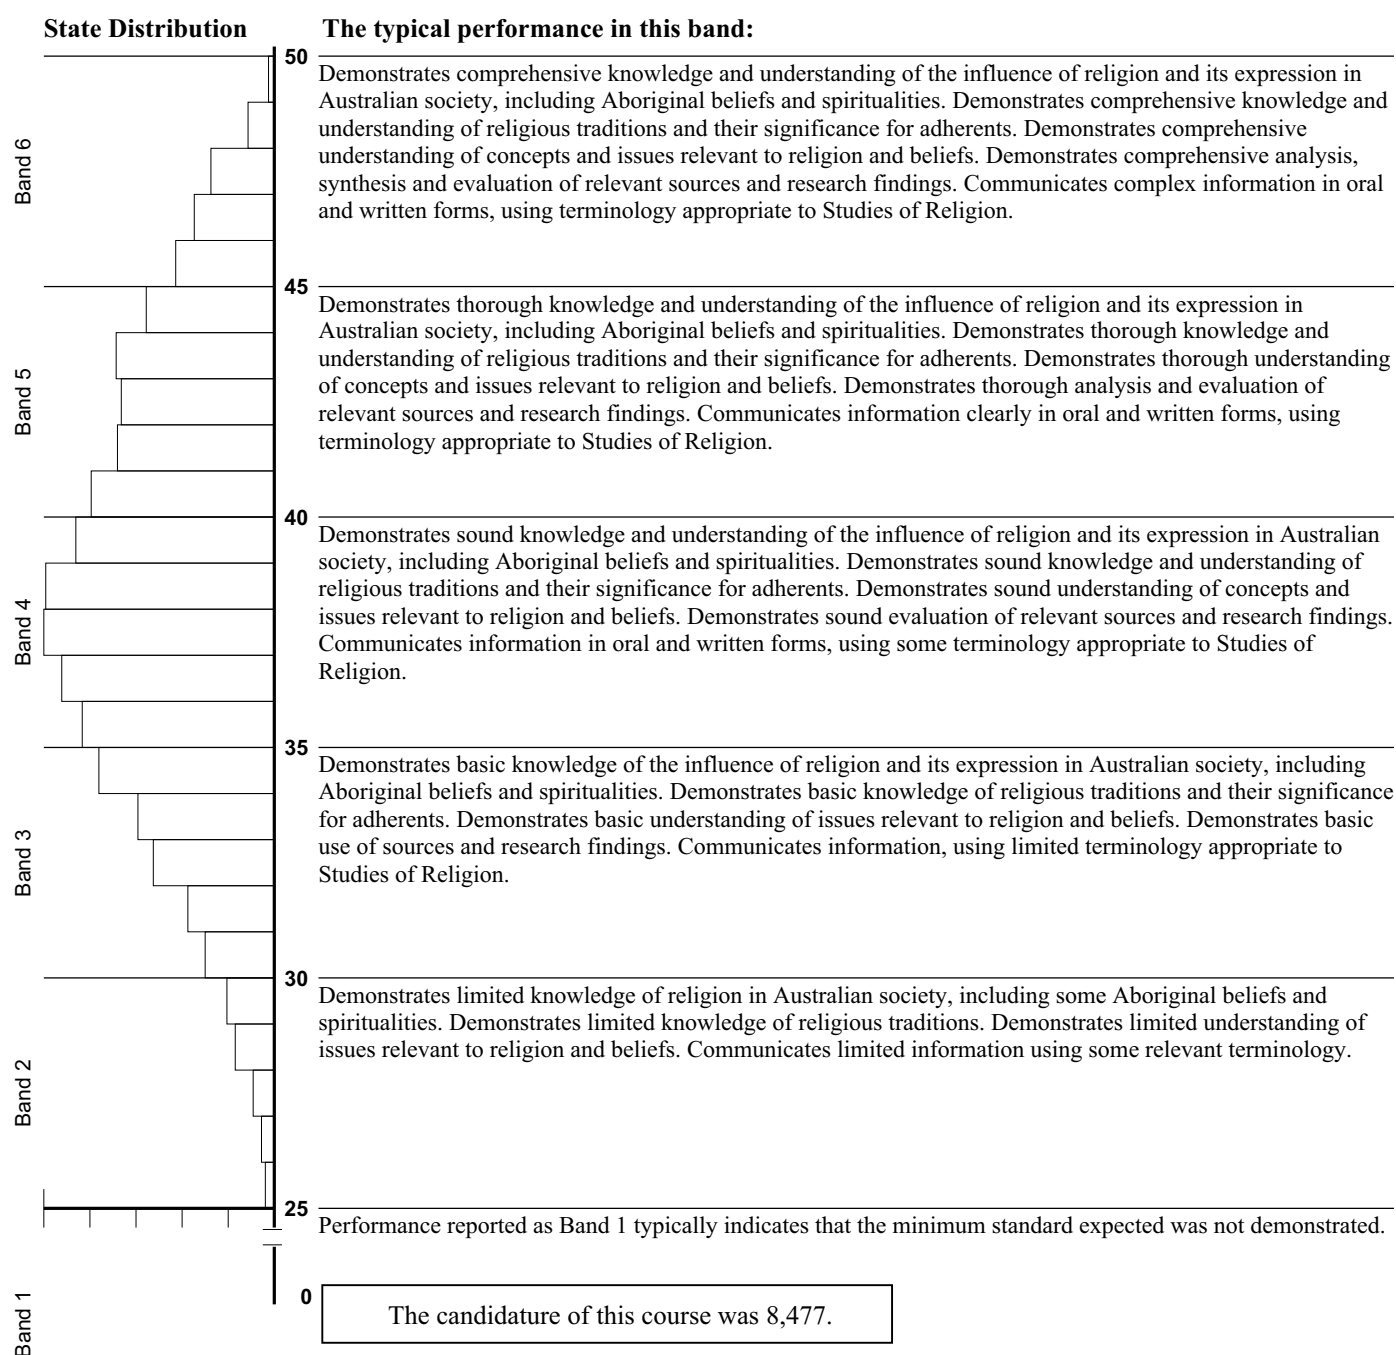 State Distribution
The typical performance in this band:
50
Band 6
Demonstrates comprehensive knowledge and understanding of the influence of religion and its expression in
Australian society, including Aboriginal beliefs and spiritualities. Demonstrates comprehensive knowledge and
understanding of religious traditions and their significance for adherents. Demonstrates comprehensive
understanding of concepts and issues relevant to religion and beliefs. Demonstrates comprehensive analysis,
synthesis and evaluation of relevant sources and research findings. Communicates complex information in oral
and written forms, using terminology appropriate to Studies of Religion.
45
Band 5
Demonstrates thorough knowledge and understanding of the influence of religion and its expression in
Australian society, including Aboriginal beliefs and spiritualities. Demonstrates thorough knowledge and
understanding of religious traditions and their significance for adherents. Demonstrates thorough understanding
of concepts and issues relevant to religion and beliefs. Demonstrates thorough analysis and evaluation of
relevant sources and research findings. Communicates information clearly in oral and written forms, using
terminology appropriate to Studies of Religion.
40
Band 4
Demonstrates sound knowledge and understanding of the influence of religion and its expression in Australian
society, including Aboriginal beliefs and spiritualities. Demonstrates sound knowledge and understanding of
religious traditions and their significance for adherents. Demonstrates sound understanding of concepts and
issues relevant to religion and beliefs. Demonstrates sound evaluation of relevant sources and research findings.
Communicates information in oral and written forms, using some terminology appropriate to Studies of
Religion.
35
Band 3
Demonstrates basic knowledge of the influence of religion and its expression in Australian society, including
Aboriginal beliefs and spiritualities. Demonstrates basic knowledge of religious traditions and their significance
for adherents. Demonstrates basic understanding of issues relevant to religion and beliefs. Demonstrates basic
use of sources and research findings. Communicates information, using limited terminology appropriate to
Studies of Religion.
30
Band 2
Demonstrates limited knowledge of religion in Australian society, including some Aboriginal beliefs and
spiritualities. Demonstrates limited knowledge of religious traditions. Demonstrates limited understanding of
issues relevant to religion and beliefs. Communicates limited information using some relevant terminology.
25
Performance reported as Band 1 typically indicates that the minimum standard expected was not demonstrated.
Band 1
0
The candidature of this course was 8,477.